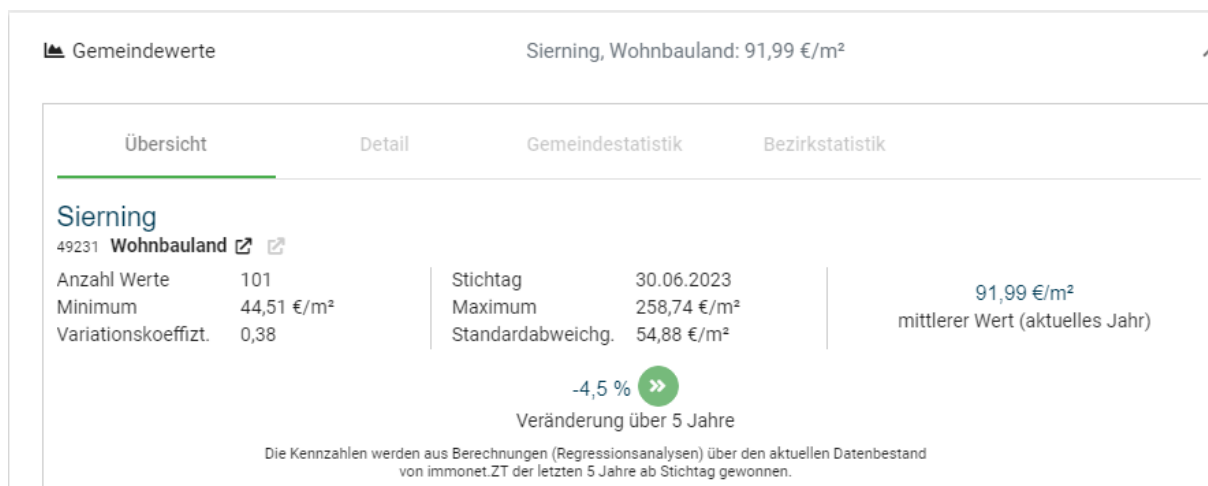 Gemeindewerte Sierning, Wohnbauland: 91,99 €/m²
Übersicht Detail Gemeindestatistik Bezirkstatistik
Sierning
49231 Wohnbauland
Anzahl Werte 101 Stichtag 30.06.2023
Minimum 44,51 €/m² Maximum 258,74 €/m²
Variationskoeffizt. 0,38 Standardabweichg. 54,88 €/m²
91,99 €/m²
mittlerer Wert (aktuelles Jahr)
-4,5 %
Veränderung über 5 Jahre
Die Kennzahlen werden aus Berechnungen (Regressionsanalysen) über den aktuellen Datenbestand
von immonet.ZT der letzten 5 Jahre ab Stichtag gewonnen.